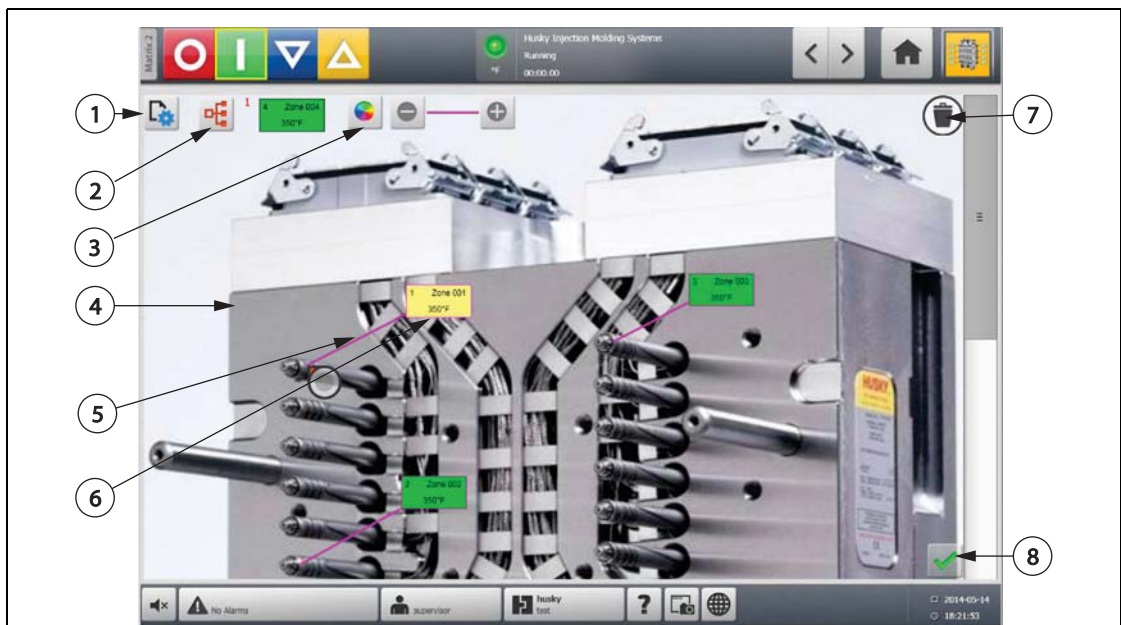 Matrix 2
Husky Injection Molding Systems
Running
°F
00:00.00
1
4 Zone 004
350°F
1 Zone 001
350°F
3 Zone 003
350°F
2 Zone 002
350°F
HUSKY
No Alarms
supervisor
husky
test
?
2014-05-14
18:21:53
1
2
3
4
5
6
7
8